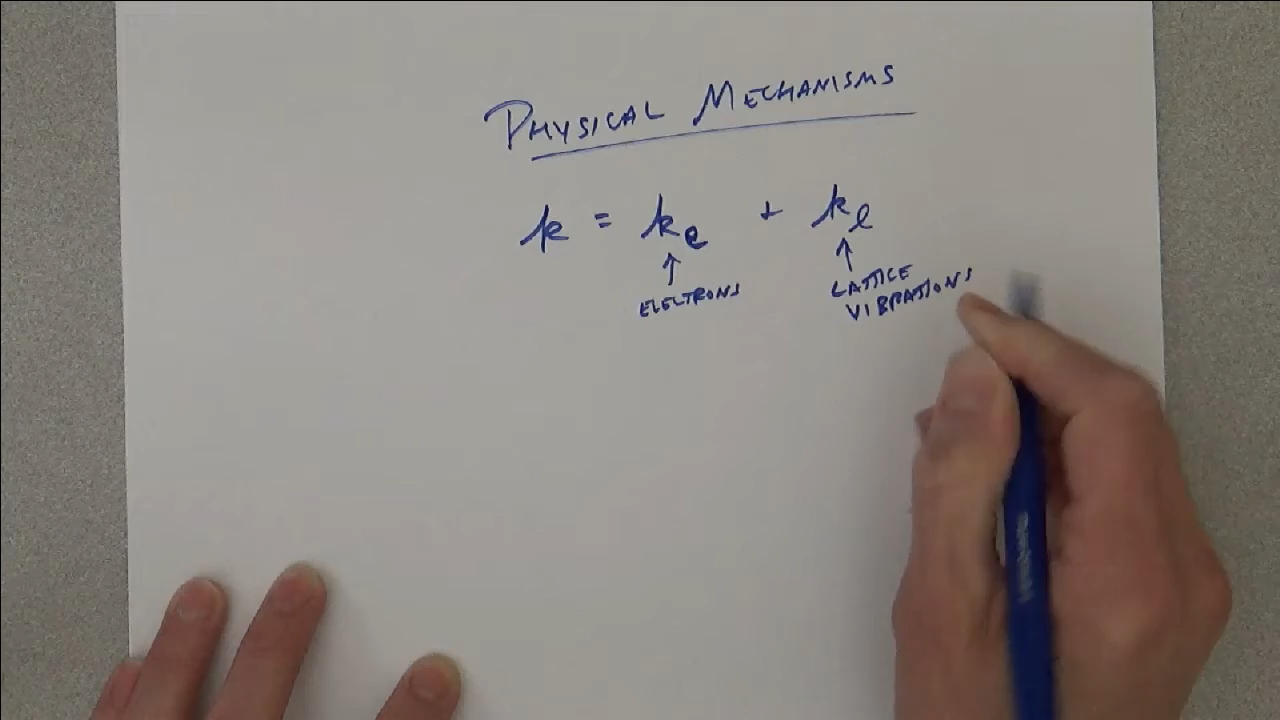 PHYSICAL MECHANISMS
k = kₑ + kₗ
↑ ↑
ELECTRONS LATTICE
VIBRATIONS